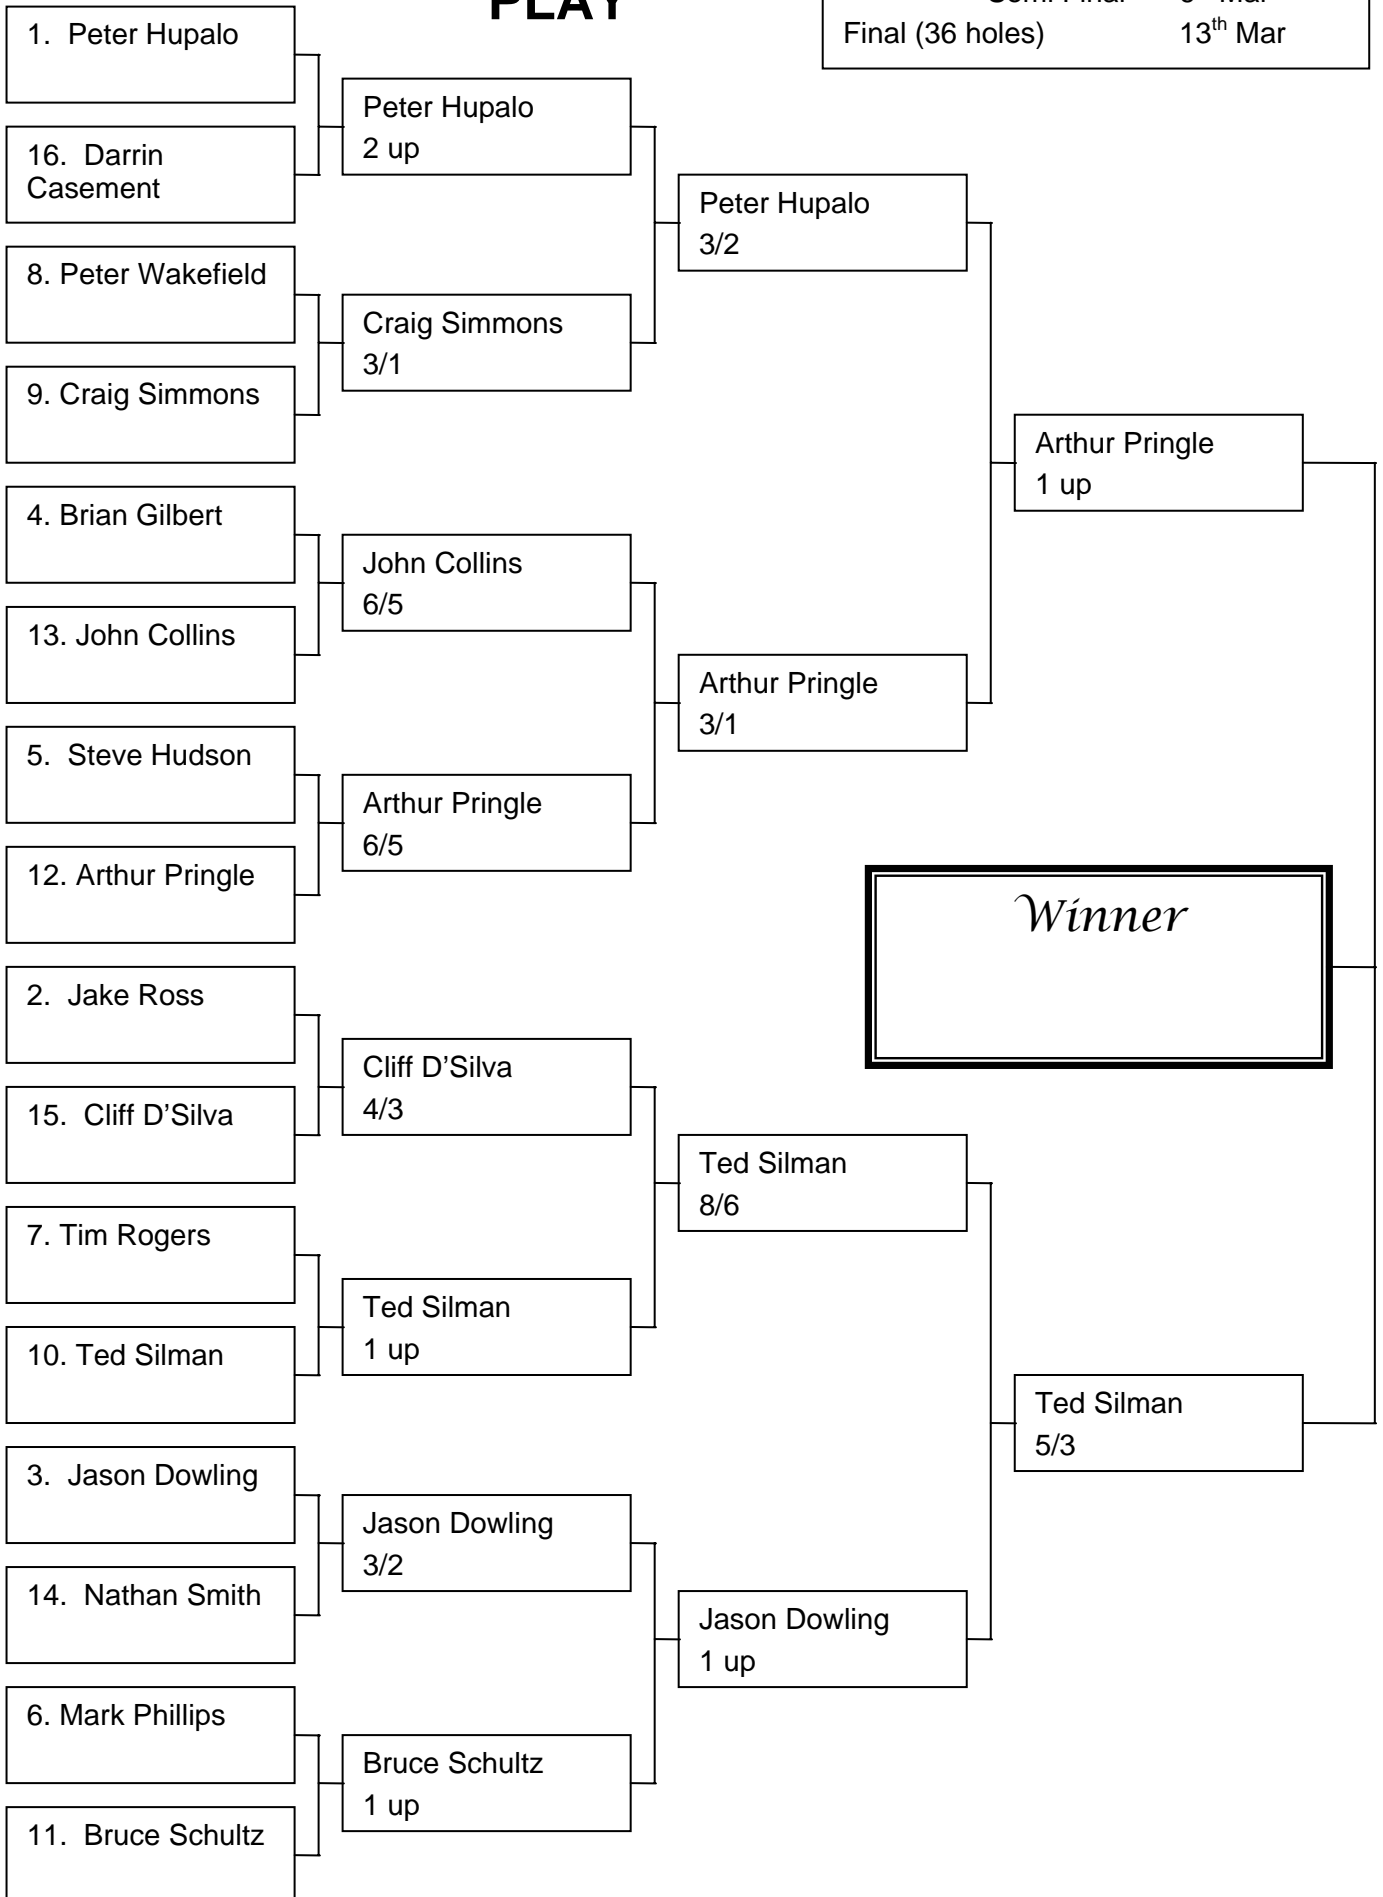 PLAY
Semi Final
Mar
Final (36 holes) 13th Mar
1. Peter Hupalo
16. Darrin
Casement
8. Peter Wakefield
9. Craig Simmons
4. Brian Gilbert
13. John Collins
5. Steve Hudson
12. Arthur Pringle
2. Jake Ross
15. Cliff D’Silva
7. Tim Rogers
10. Ted Silman
3. Jason Dowling
14. Nathan Smith
6. Mark Phillips
11. Bruce Schultz
Peter Hupalo
2 up
Craig Simmons
3/1
John Collins
6/5
Arthur Pringle
6/5
Cliff D’Silva
4/3
Ted Silman
1 up
Jason Dowling
3/2
Bruce Schultz
1 up
Peter Hupalo
3/2
Arthur Pringle
3/1
Ted Silman
8/6
Jason Dowling
1 up
Arthur Pringle
1 up
Ted Silman
5/3
Winner